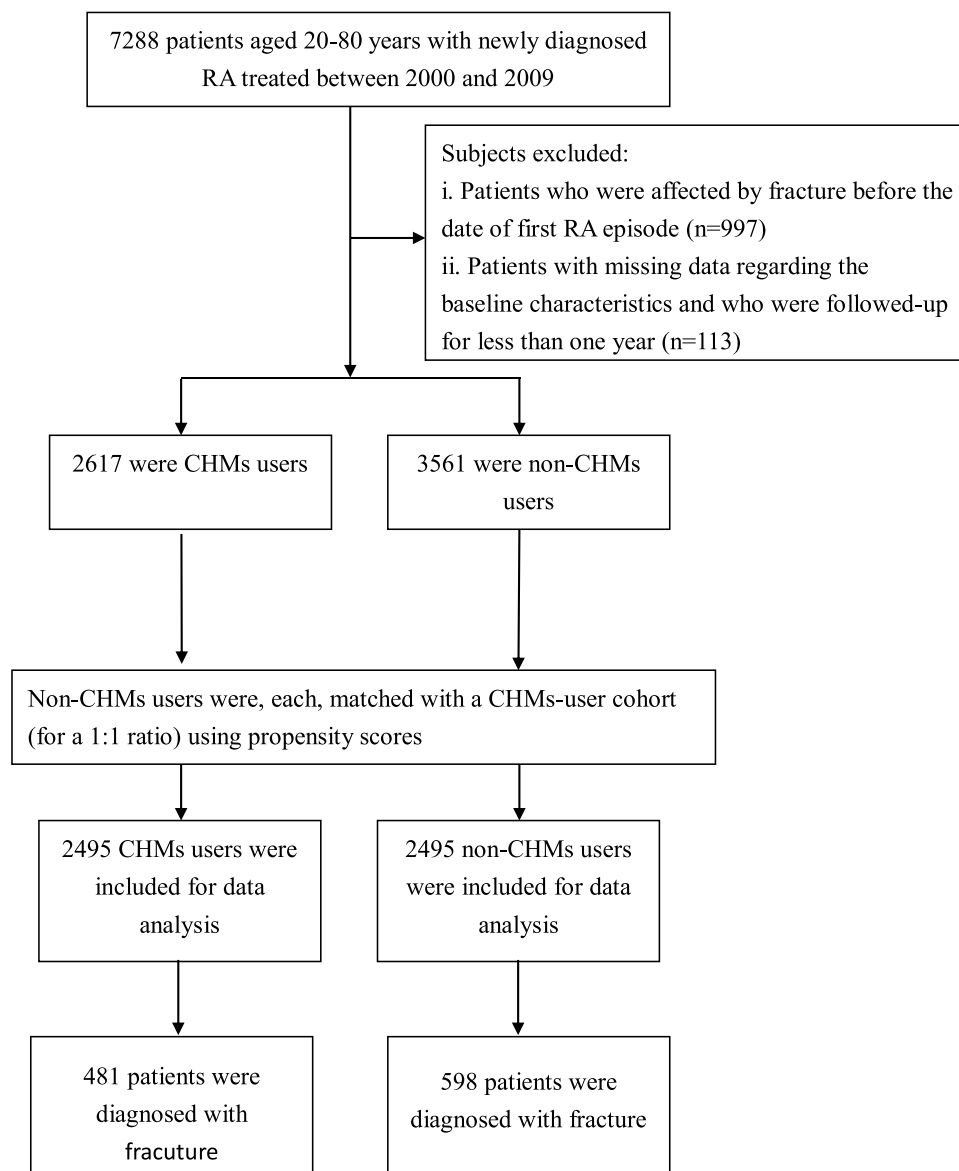 7288 patients aged 20-80 years with newly diagnosed
RA treated between 2000 and 2009
Subjects excluded:
i. Patients who were affected by fracture before the
date of first RA episode (n=997)
ii. Patients with missing data regarding the
baseline characteristics and who were followed-up
for less than one year (n=113)
2617 were CHMs users
3561 were non-CHMs
users
Non-CHMs users were, each, matched with a CHMs-user cohort
(for a 1:1 ratio) using propensity scores
2495 CHMs users were
included for data
analysis
2495 non-CHMs users
were included for data
analysis
481 patients were
diagnosed with
fracuture
598 patients were
diagnosed with fracture